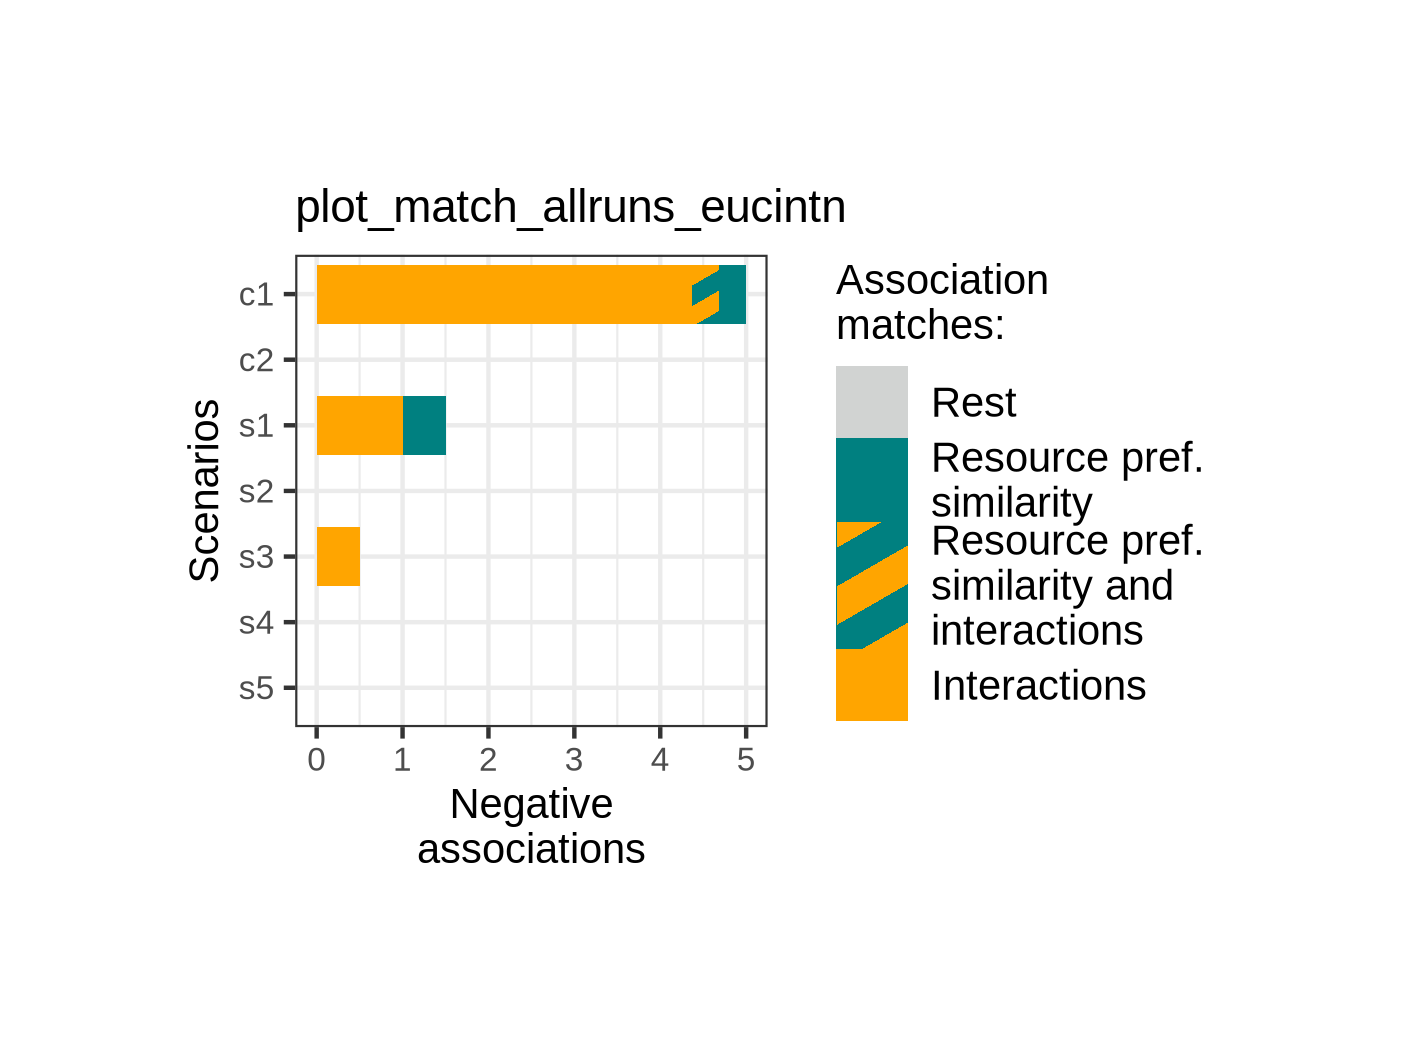 plot_match_allruns_eucintn
c1
c2
s1
s2
s3
s4
s5
Scenarios
0 1 2 3 4 5
Negative
associations
Association
matches:
Rest
Resource pref.
similarity
Resource pref.
similarity and
interactions
Interactions